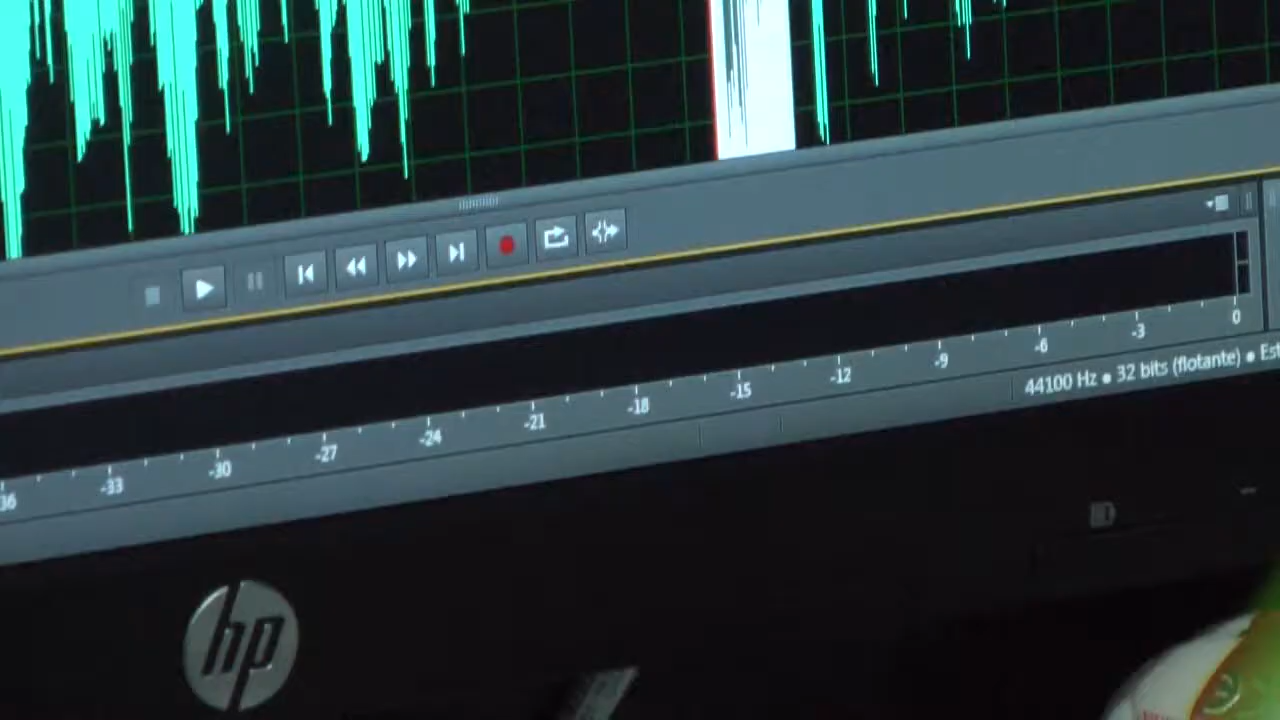 36 -33 -30 -27 -24 -21 -18 -15 -12 -9 -6 -3 0
44100 Hz • 32 bits (flotante) • Est
hp